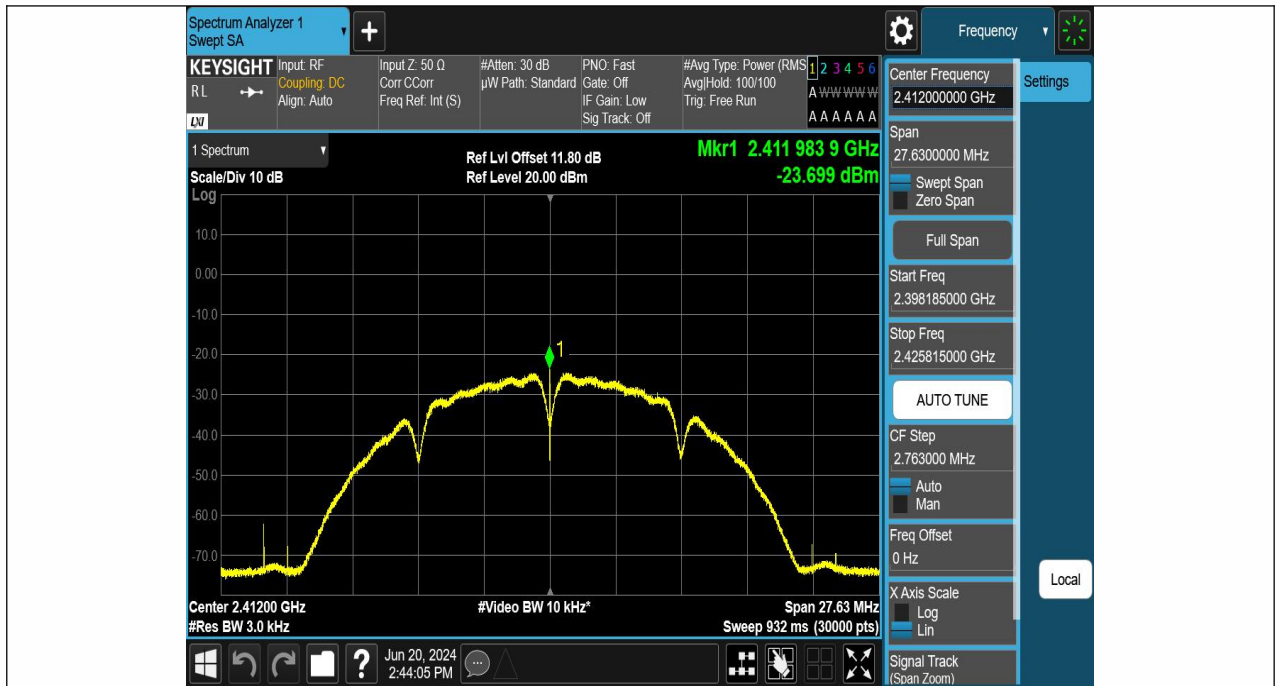 Spectrum Analyzer 1
Swept SA
+
Frequency
KEYSIGHT
RL
LXI
Input: RF
Coupling: DC
Align: Auto
Input Z: 50 Ω
Corr CCorr
Freq Ref: Int (S)
#Atten: 30 dB
µW Path: Standard
PNO: Fast
Gate: Off
IF Gain: Low
Sig Track: Off
#Avg Type: Power (RMS
Avg|Hold: 100/100
Trig: Free Run
1 2 3 4 5 6
A W W W W W
A A A A A A
1 Spectrum
Scale/Div 10 dB
Log
Ref Lvl Offset 11.80 dB
Ref Level 20.00 dBm
Mkr1 2.411 983 9 GHz
-23.699 dBm
10.0
0.00
-10.0
-20.0
-30.0
-40.0
-50.0
-60.0
-70.0
1
Center 2.41200 GHz
#Res BW 3.0 kHz
#Video BW 10 kHz*
Span 27.63 MHz
Sweep 932 ms (30000 pts)
?
Jun 20, 2024
2:44:05 PM
Center Frequency
2.412000000 GHz
Settings
Span
27.6300000 MHz
Swept Span
Zero Span
Full Span
Start Freq
2.398185000 GHz
Stop Freq
2.425815000 GHz
AUTO TUNE
CF Step
2.763000 MHz
Auto
Man
Freq Offset
0 Hz
X Axis Scale
Log
Lin
Signal Track
(Span Zoom)
Local